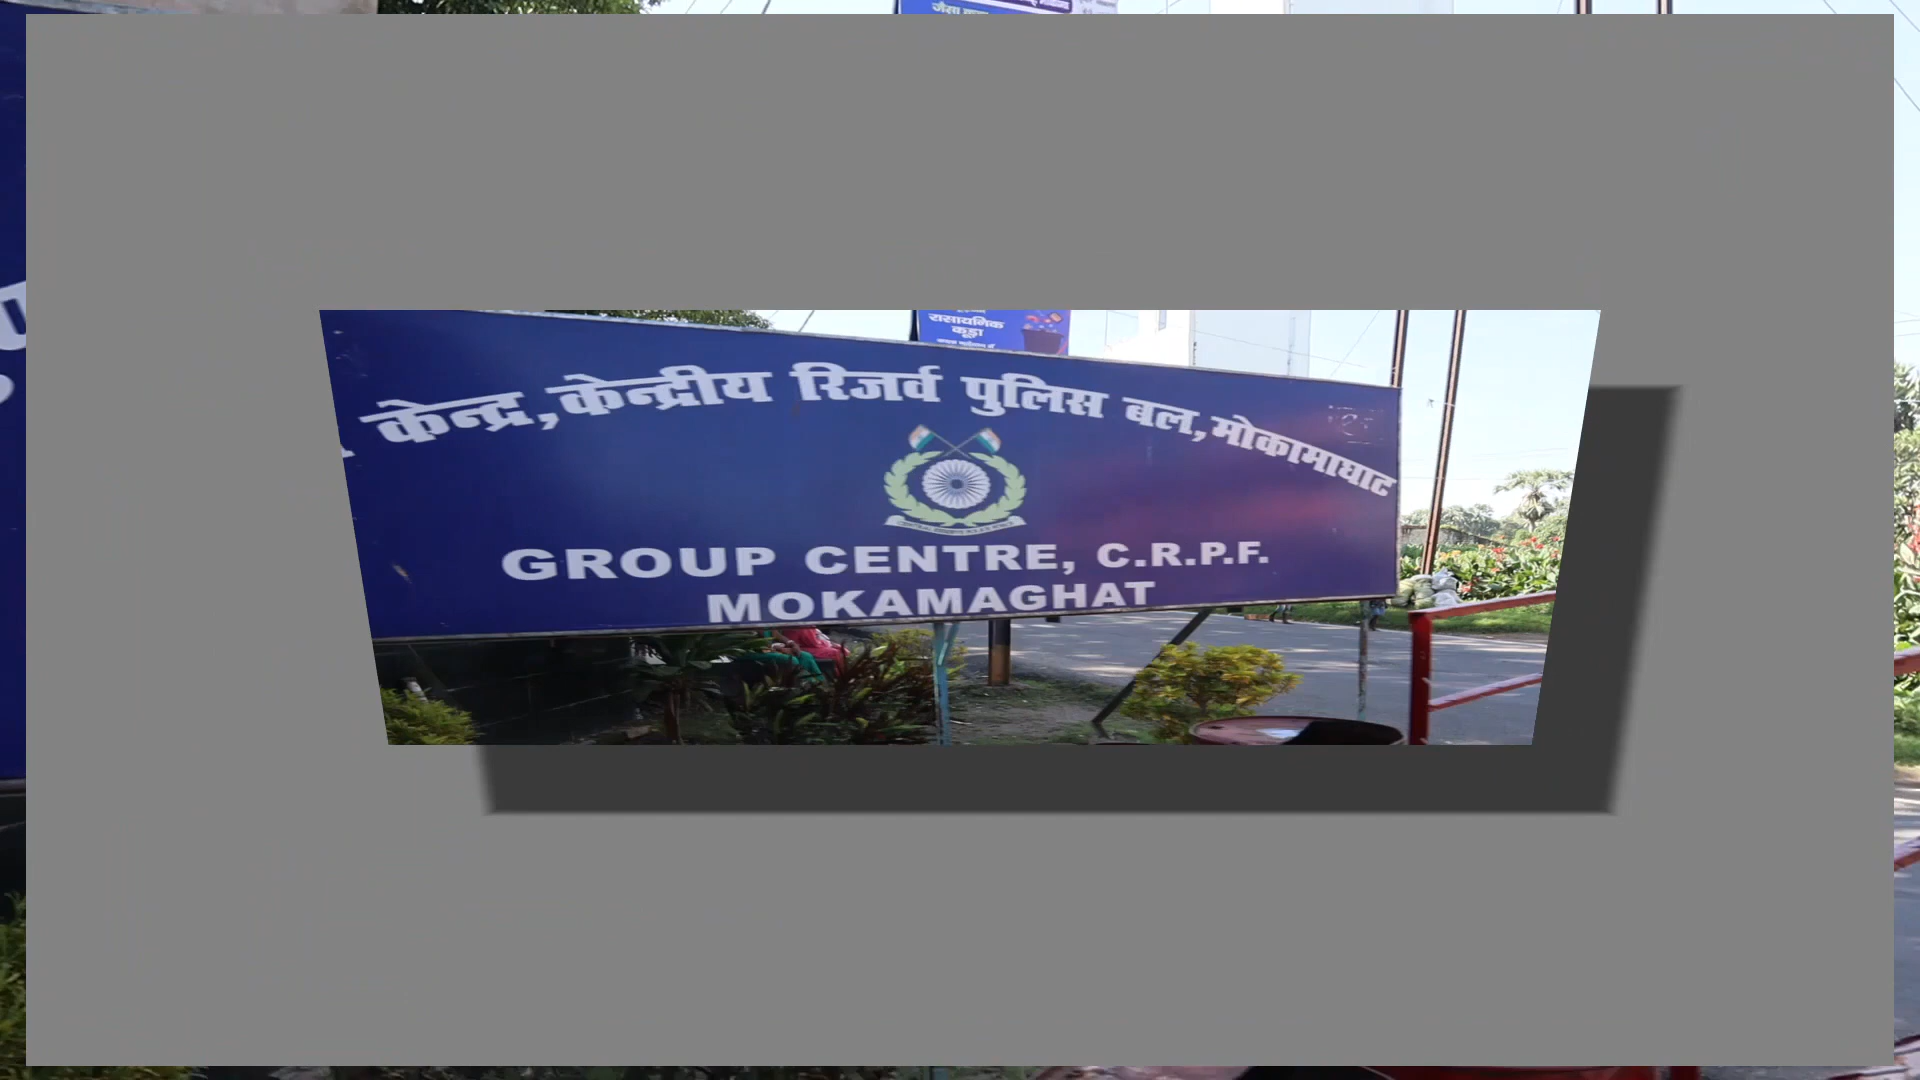 रासायनिक
कूड़ा
केन्द्र,केन्द्रीय रिजर्व पुलिस बल,मोकामाघाट
GROUP CENTRE, C.R.P.F.
MOKAMAGHAT